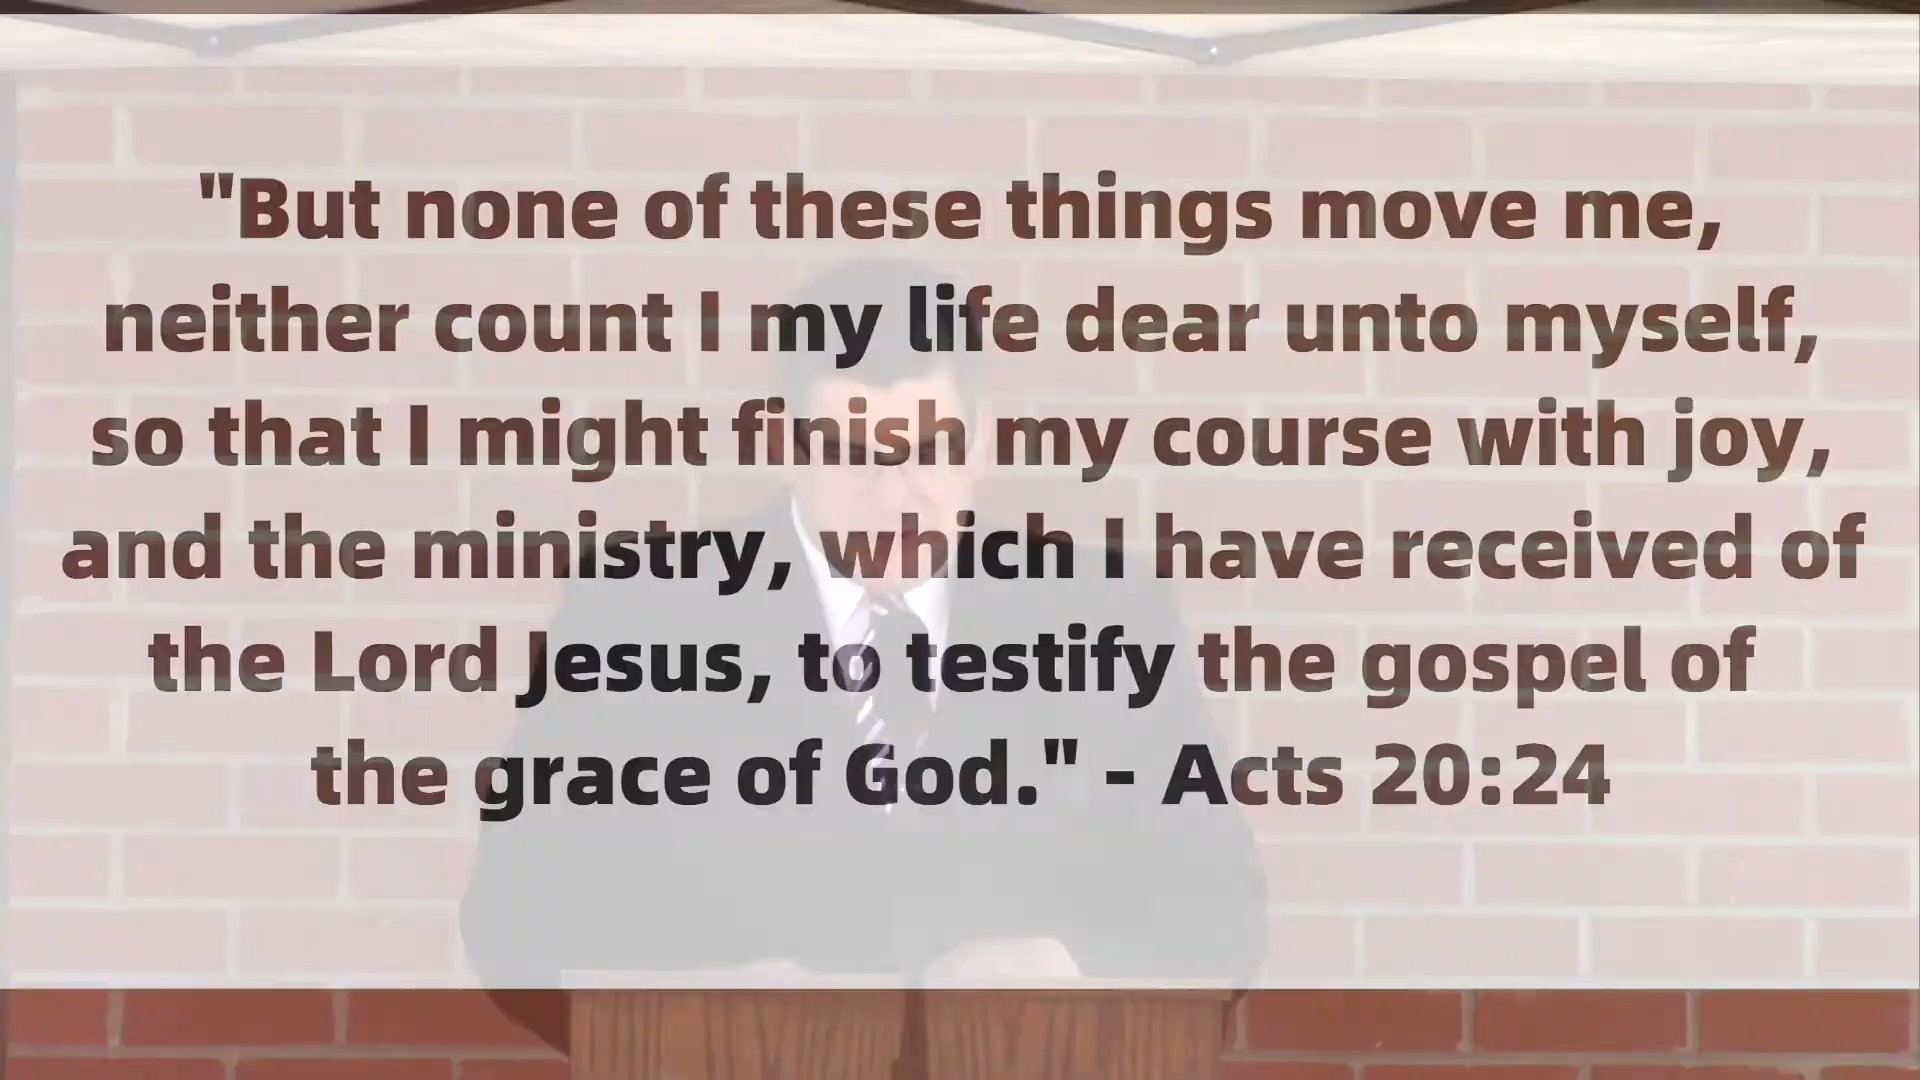 "But none of these things move me,
neither count I my life dear unto myself,
so that I might finish my course with joy,
and the ministry, which I have received of
the Lord Jesus, to testify the gospel of
the grace of God." - Acts 20:24